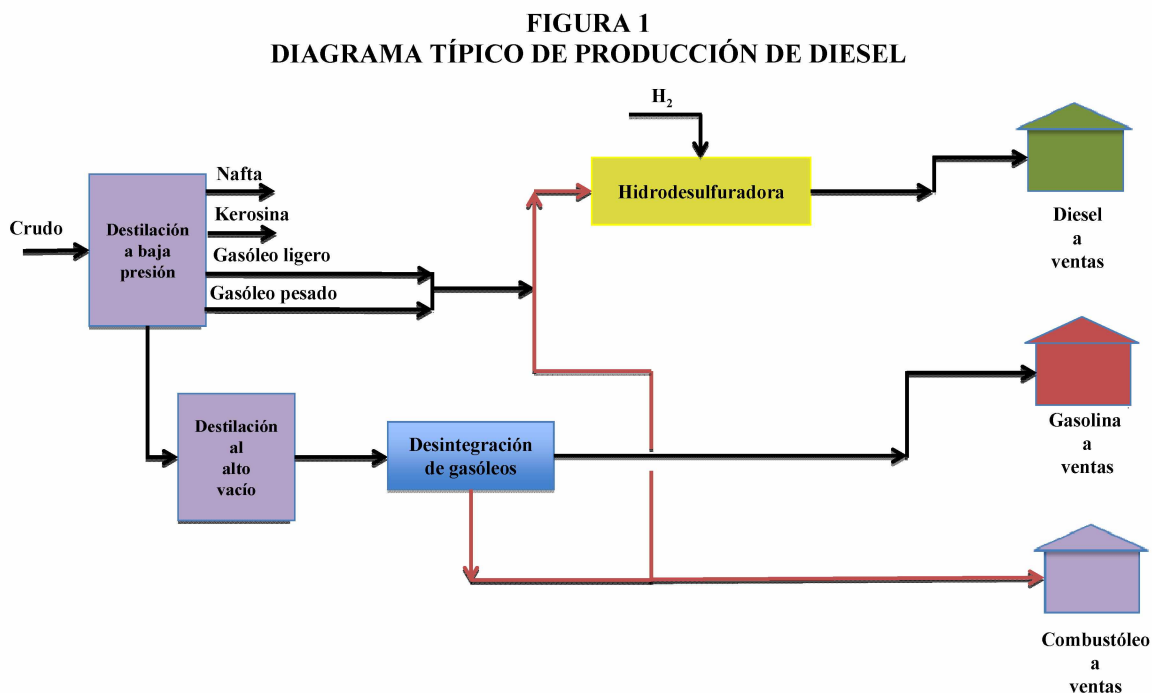 FIGURA 1
DIAGRAMA TÍPICO DE PRODUCCIÓN DE DIESEL
H2
Nafta
Kerosina
Gasóleo ligero
Gasóleo pesado
Crudo
Destilación
a baja
presión
Hidrodesulfuradora
Diesel
a
ventas
Destilación
al
alto
vacío
Desintegración
de gasóleos
Gasolina
a
ventas
Combustóleo
a
ventas